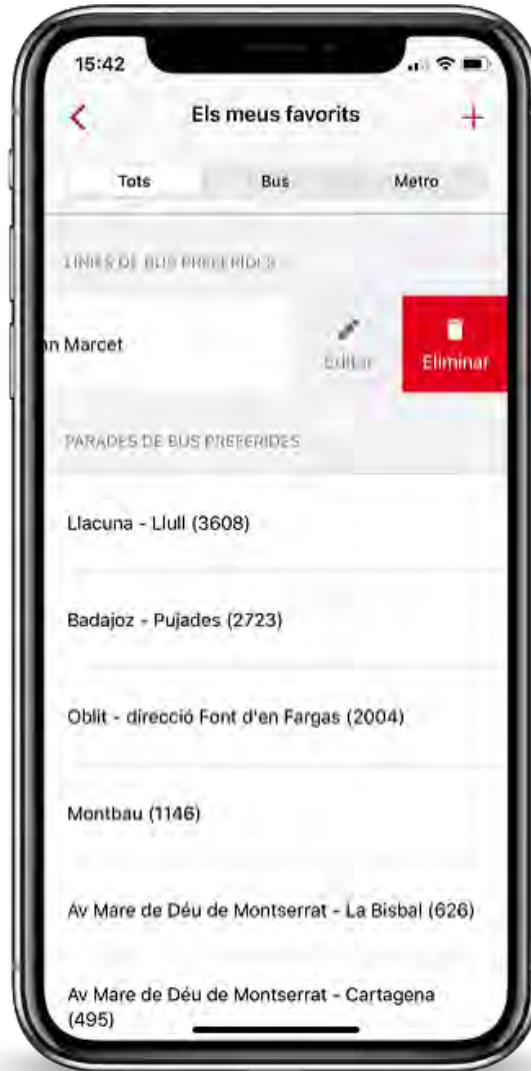 15:42
Els meus favorits
Tots Bus Metro
LÍNIES DE BUS PREFERIDES
nn Marcet
Editar Eliminar
PARADES DE BUS PREFERIDES
Llacuna - Llull (3608)
Badajoz - Pujades (2723)
Oblit - direcció Font d'en Fargas (2004)
Montbau (1146)
Av Mare de Déu de Montserrat - La Bisbal (626)
Av Mare de Déu de Montserrat - Cartagena
(495)